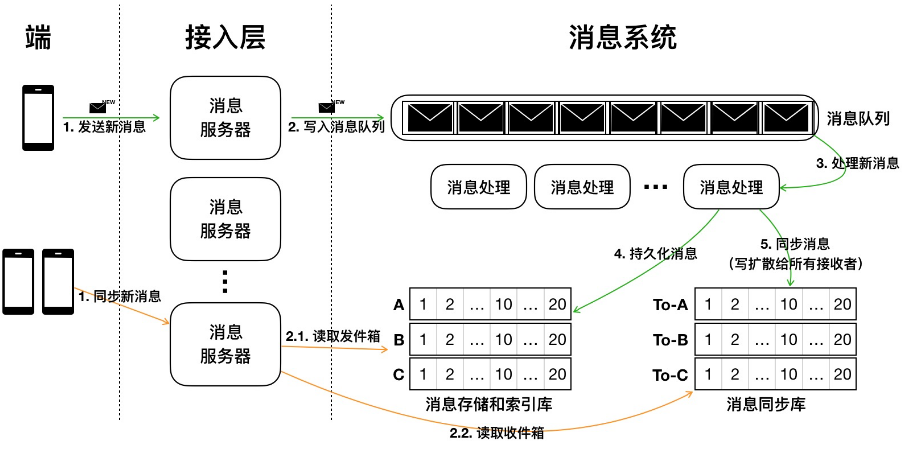 端
接入层
消息系统
NEW
NEW
消息
服务器
1. 发送新消息
2. 写入消息队列
消息队列
3. 处理新消息
消息处理
消息处理
...
消息处理
消息
服务器
4. 持久化消息
5. 同步消息
（写扩散给所有接收者）
1. 同步新消息
消息
服务器
2.1. 读取发件箱
2.2. 读取收件箱
A 1 2 ... 10 ... 20
B 1 2 ... 10 ... 20
C 1 2 ... 10 ... 20
消息存储和索引库
To-A 1 2 ... 10 ... 20
To-B 1 2 ... 10 ... 20
To-C 1 2 ... 10 ... 20
消息同步库